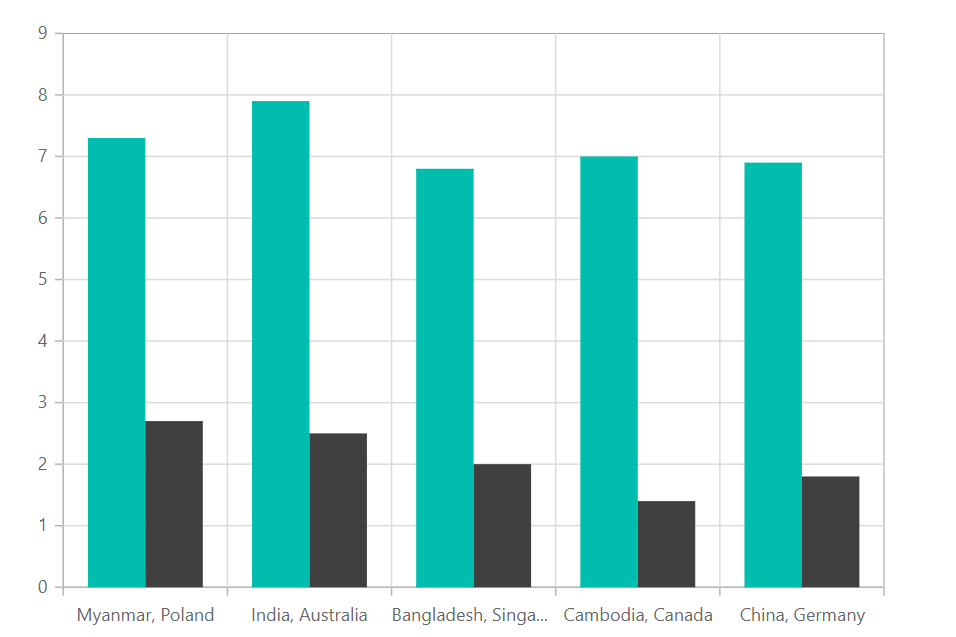 9
8
7
6
5
4
3
2
1
0
Myanmar, Poland
India, Australia
Bangladesh, Singa...
Cambodia, Canada
China, Germany